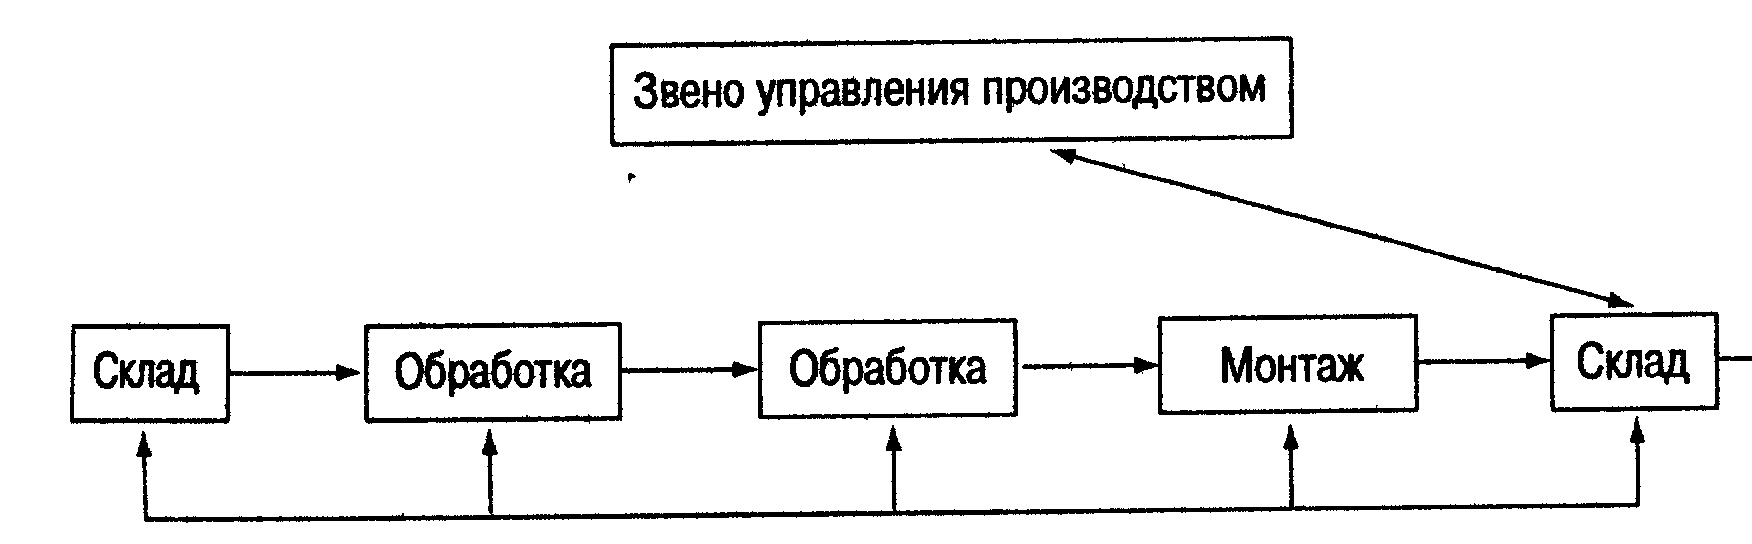 Звено управления производством
Склад
Обработка
Обработка
Монтаж
Склад